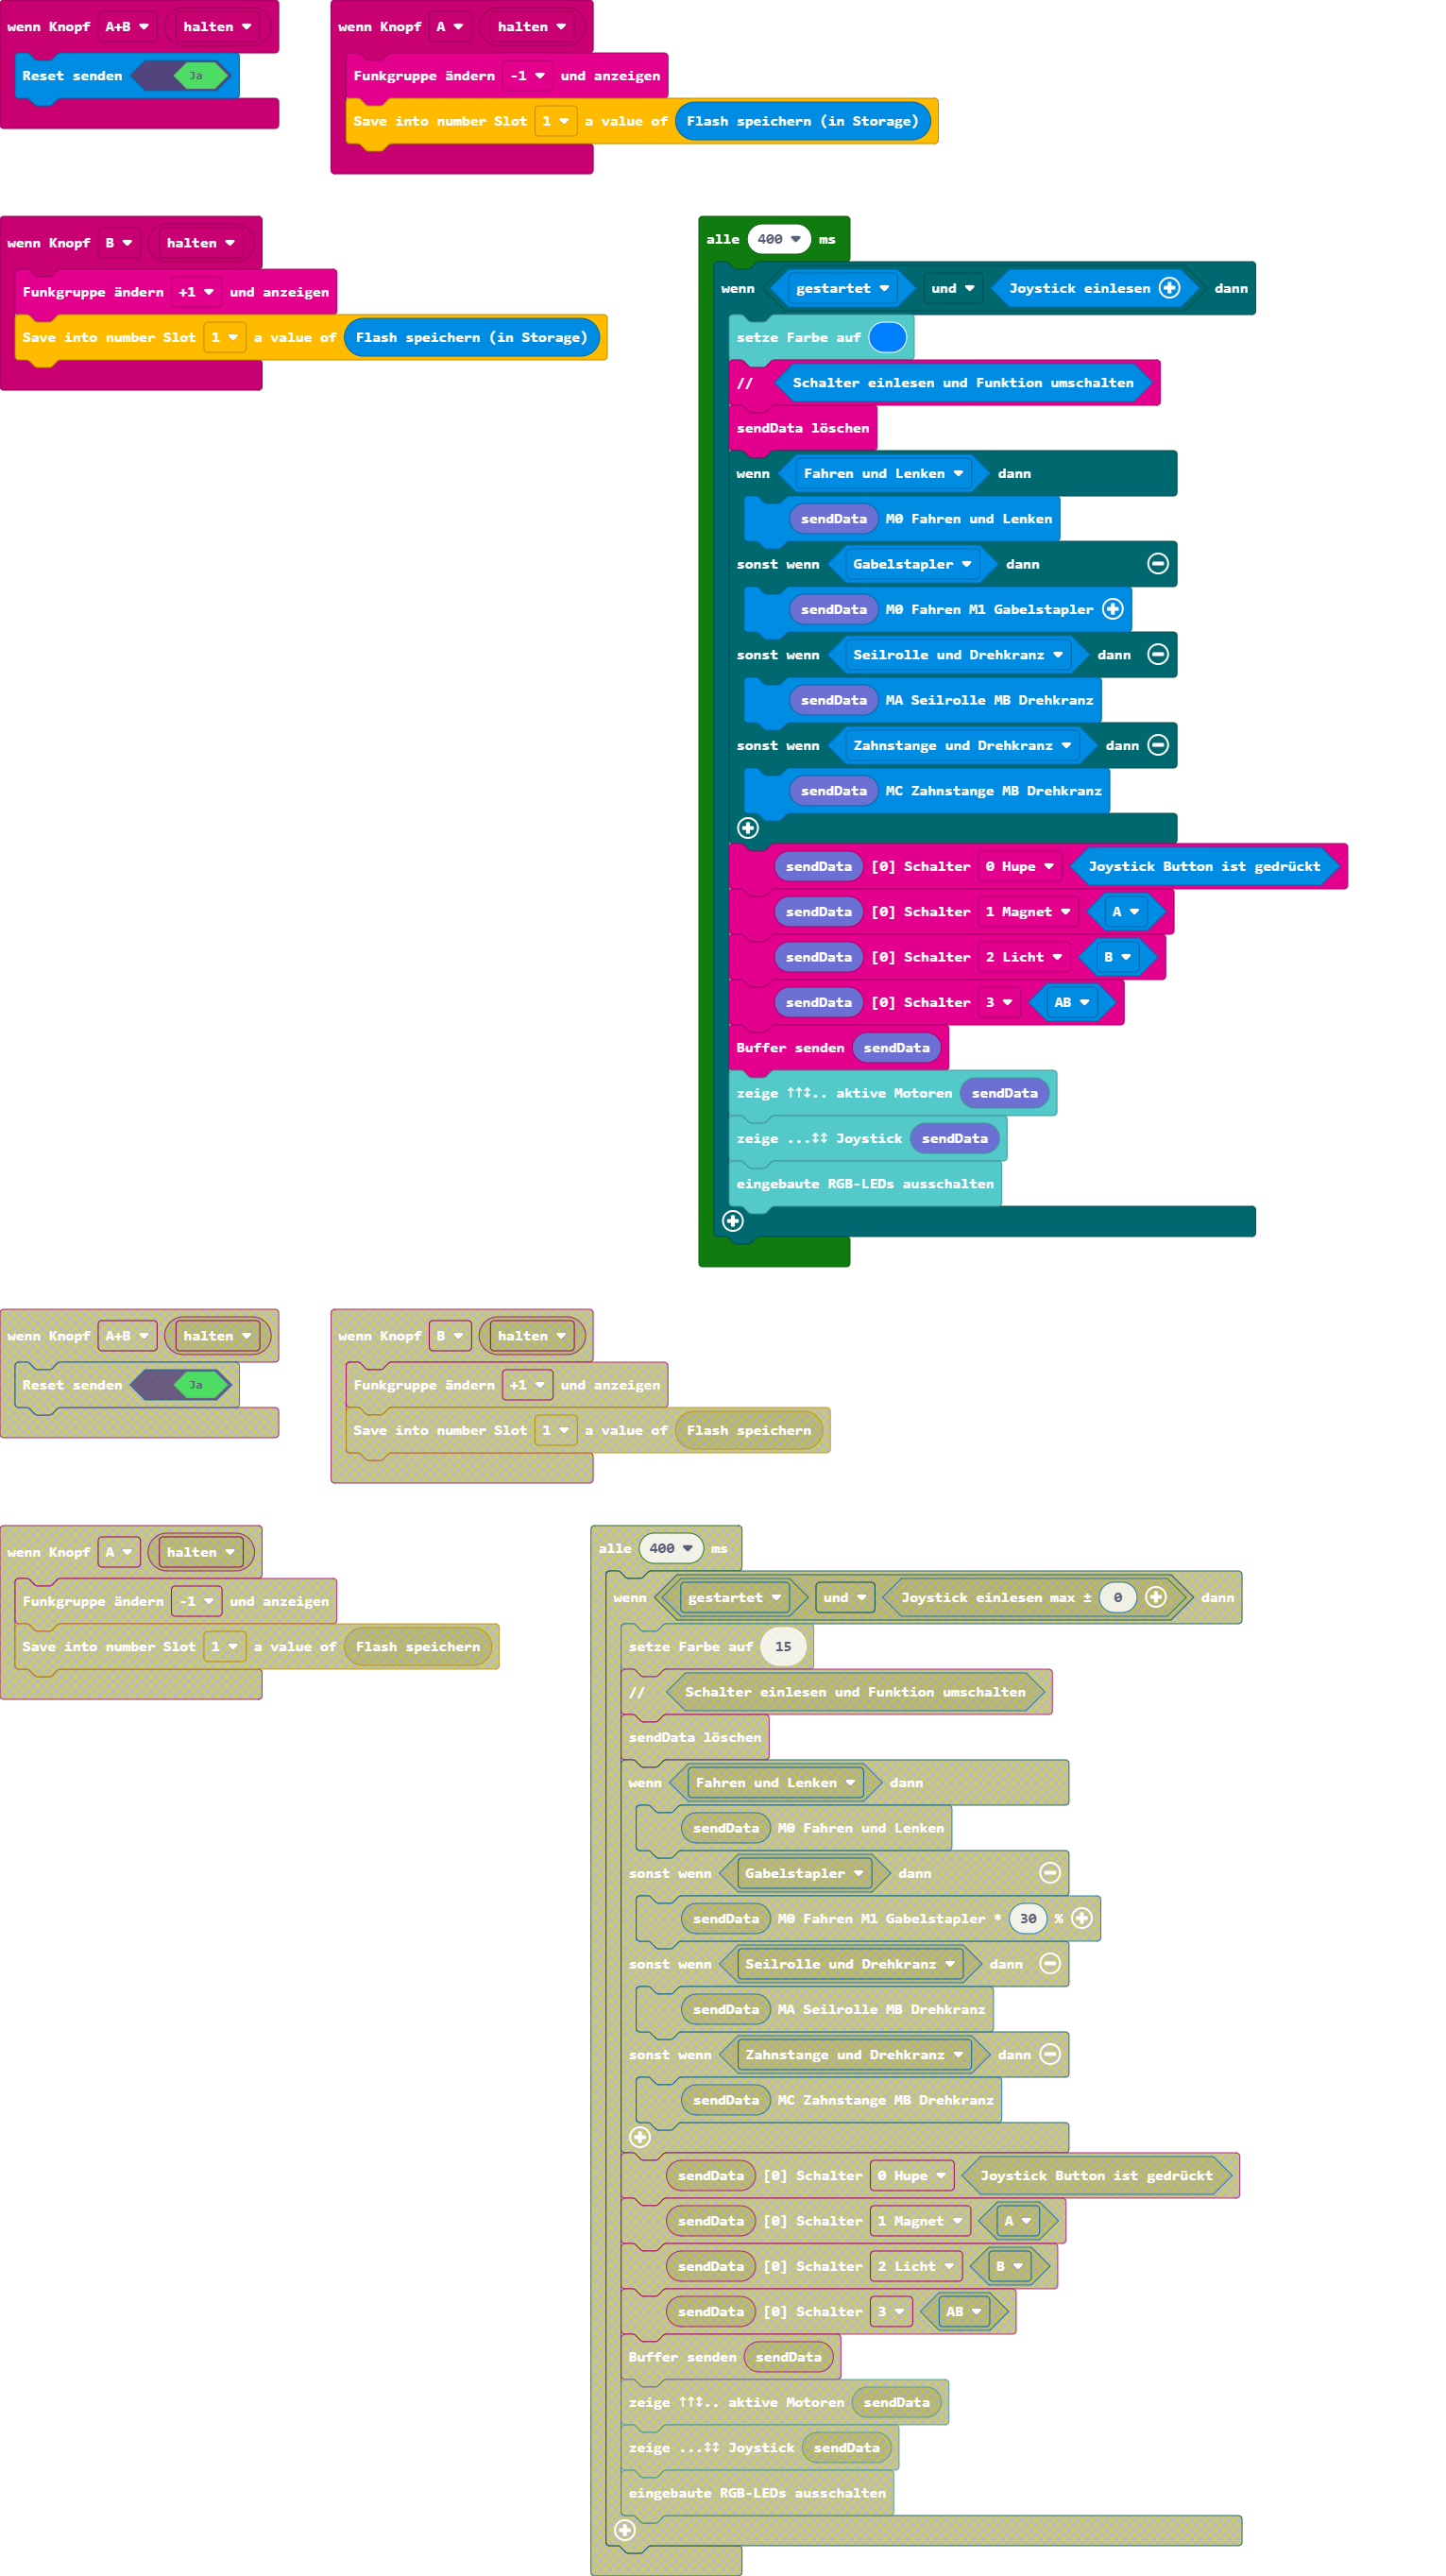 wenn Knopf A+B halten
Reset senden Ja
wenn Knopf A halten
Funkgruppe ändern -1 und anzeigen
Save into number Slot 1 a value of Flash speichern (in Storage)
wenn Knopf B halten
Funkgruppe ändern +1 und anzeigen
Save into number Slot 1 a value of Flash speichern (in Storage)
alle 400 ms
wenn gestartet und Joystick einlesen dann
setze Farbe auf
// Schalter einlesen und Funktion umschalten
sendData löschen
wenn Fahren und Lenken dann
sendData M0 Fahren und Lenken
sonst wenn Gabelstapler dann
sendData M0 Fahren M1 Gabelstapler
sonst wenn Seilrolle und Drehkranz dann
sendData MA Seilrolle MB Drehkranz
sonst wenn Zahnstange und Drehkranz dann
sendData MC Zahnstange MB Drehkranz
sendData [0] Schalter 0 Hupe Joystick Button ist gedrückt
sendData [0] Schalter 1 Magnet A
sendData [0] Schalter 2 Licht B
sendData [0] Schalter 3 AB
Buffer senden sendData
zeige ↑↑↕.. aktive Motoren sendData
zeige ...↕↕ Joystick sendData
eingebaute RGB-LEDs ausschalten
wenn Knopf A+B halten
Reset senden Ja
wenn Knopf B halten
Funkgruppe ändern +1 und anzeigen
Save into number Slot 1 a value of Flash speichern
wenn Knopf A halten
Funkgruppe ändern -1 und anzeigen
Save into number Slot 1 a value of Flash speichern
alle 400 ms
wenn gestartet und Joystick einlesen max ± 0 dann
setze Farbe auf 15
// Schalter einlesen und Funktion umschalten
sendData löschen
wenn Fahren und Lenken dann
sendData M0 Fahren und Lenken
sonst wenn Gabelstapler dann
sendData M0 Fahren M1 Gabelstapler * 30 %
sonst wenn Seilrolle und Drehkranz dann
sendData MA Seilrolle MB Drehkranz
sonst wenn Zahnstange und Drehkranz dann
sendData MC Zahnstange MB Drehkranz
sendData [0] Schalter 0 Hupe Joystick Button ist gedrückt
sendData [0] Schalter 1 Magnet A
sendData [0] Schalter 2 Licht B
sendData [0] Schalter 3 AB
Buffer senden sendData
zeige ↑↑↕.. aktive Motoren sendData
zeige ...↕↕ Joystick sendData
eingebaute RGB-LEDs ausschalten